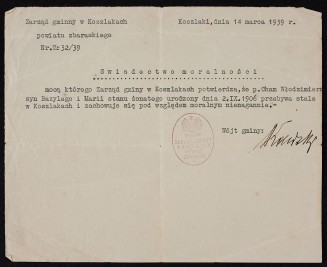 Zarząd gminny w Koszlakach
Koszlaki, dnia 14 marca 1939 r.
powiatu zbaraskiego
Nr.Zr 32/39
Świadectwo moralności
mocą którego Zarząd gminy w Koszlakach potwierdza, że p.Cham Włodzimierz
syn Bazylego i Marii stanu żonatego urodzony dnia 2.IX.1906 przebywa stale
w Koszlakach i zachowuje się pod względem moralnym nienagannie.-
Wójt gminy: